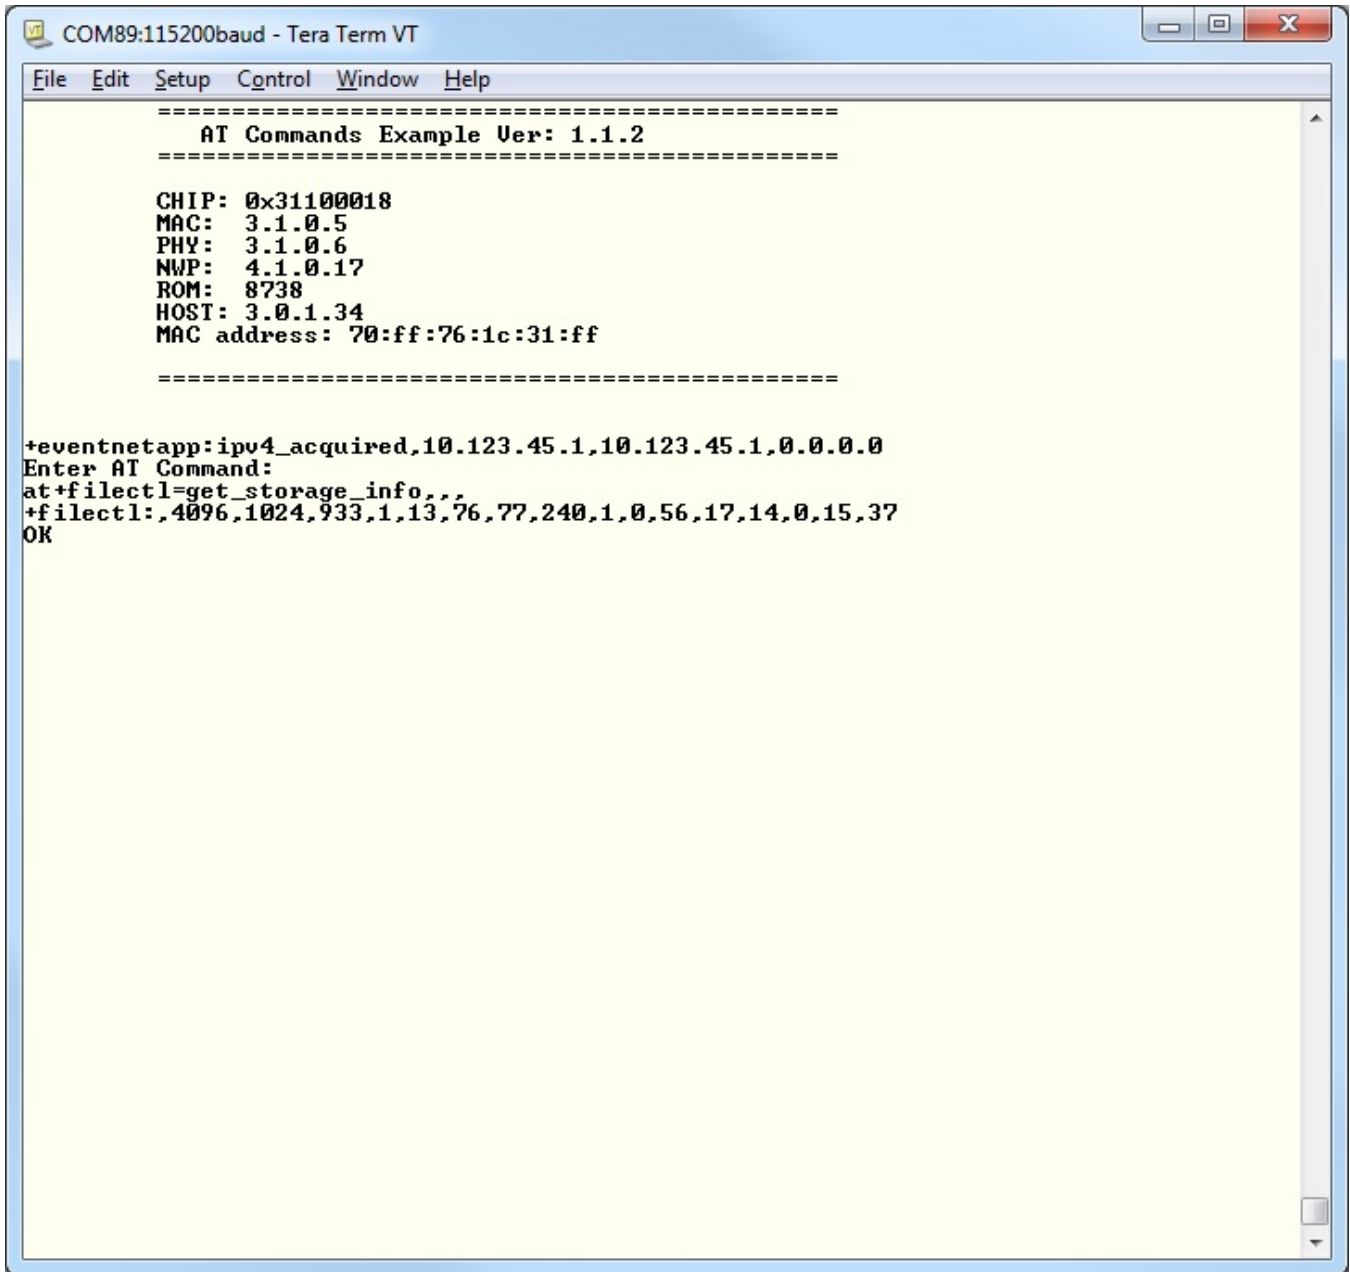 COM89:115200baud - Tera Term VT
File Edit Setup Control Window Help
==============================================
AT Commands Example Ver: 1.1.2
==============================================
CHIP: 0x31100018
MAC: 3.1.0.5
PHY: 3.1.0.6
NWP: 4.1.0.17
ROM: 8738
HOST: 3.0.1.34
MAC address: 70:ff:76:1c:31:ff
==============================================
+eventnetapp:ipv4_acquired,10.123.45.1,10.123.45.1,0.0.0.0
Enter AT Command:
at+filectl=get_storage_info,,,
+filectl:,4096,1024,933,1,13,76,77,240,1,0,56,17,14,0,15,37
OK